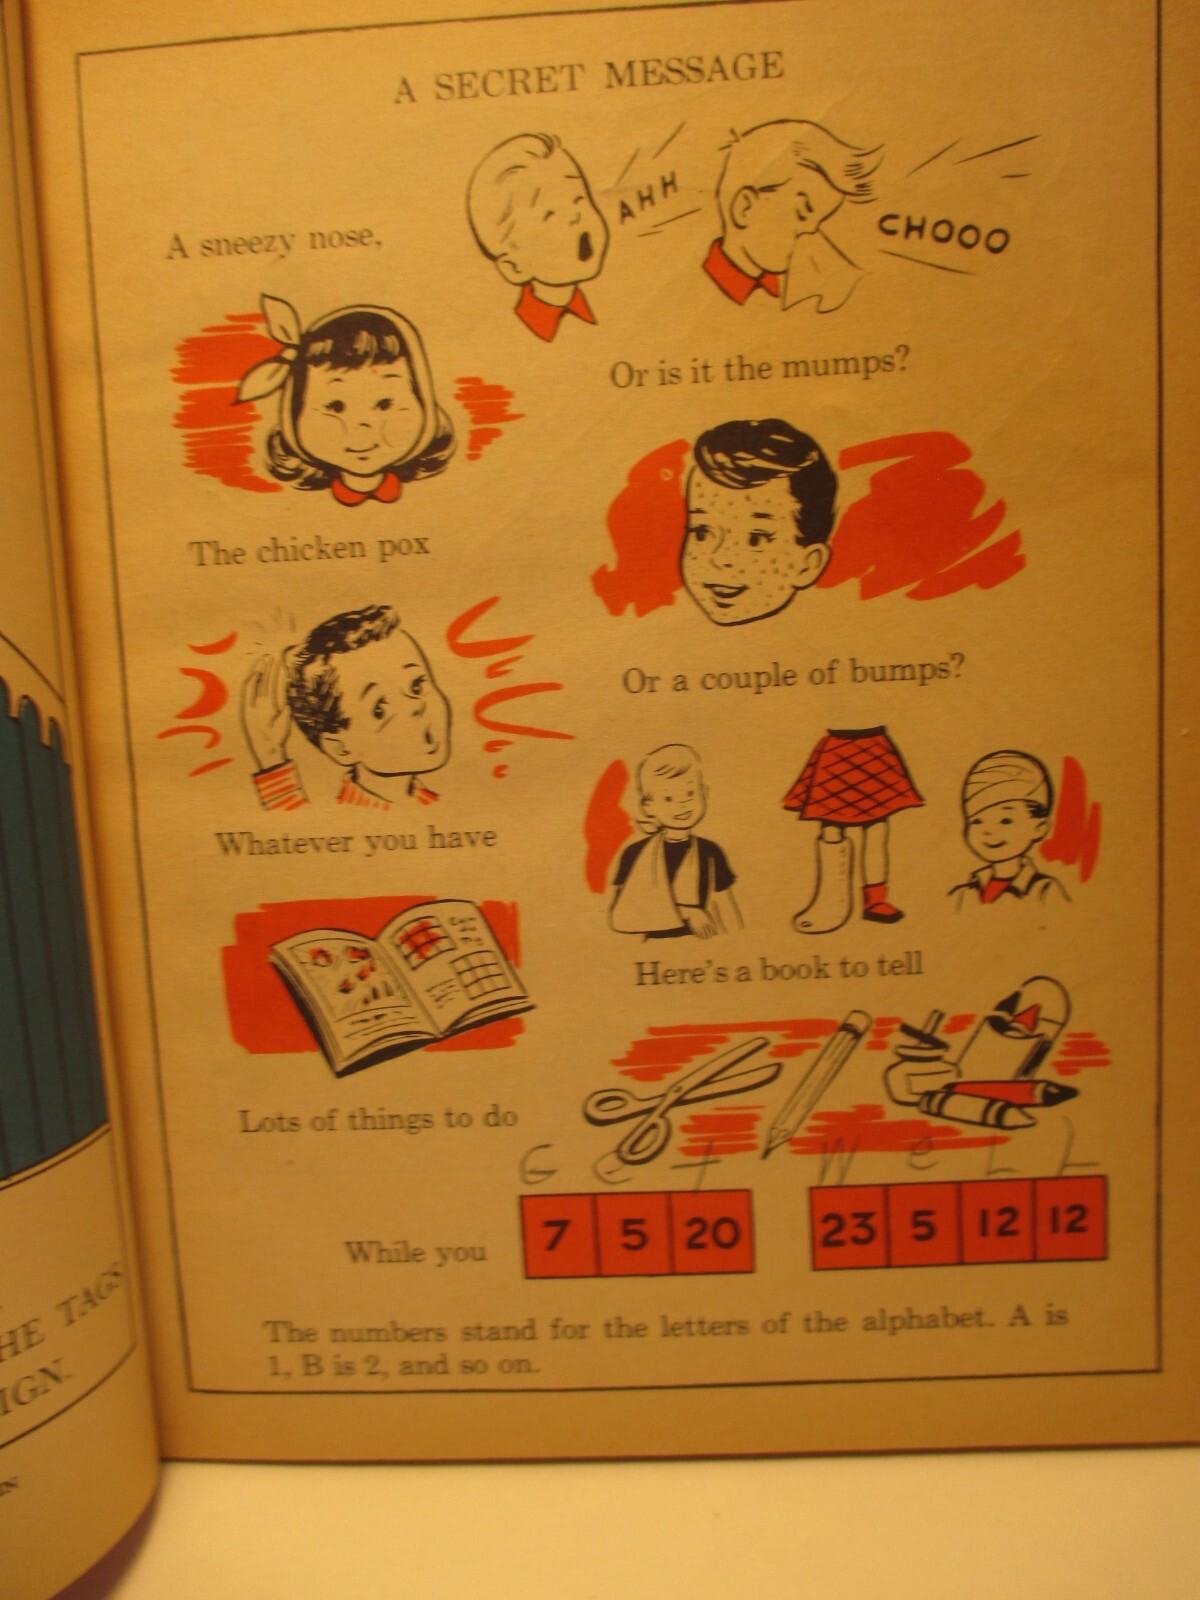 A SECRET MESSAGE
AHH
CHOOO
A sneezy nose,
Or is it the mumps?
The chicken pox
Or a couple of bumps?
Whatever you have
Here's a book to tell
Lots of things to do
G e t W e L L
While you 7 5 20 23 5 12 12
The numbers stand for the letters of the alphabet. A is
1, B is 2, and so on.
TAGS